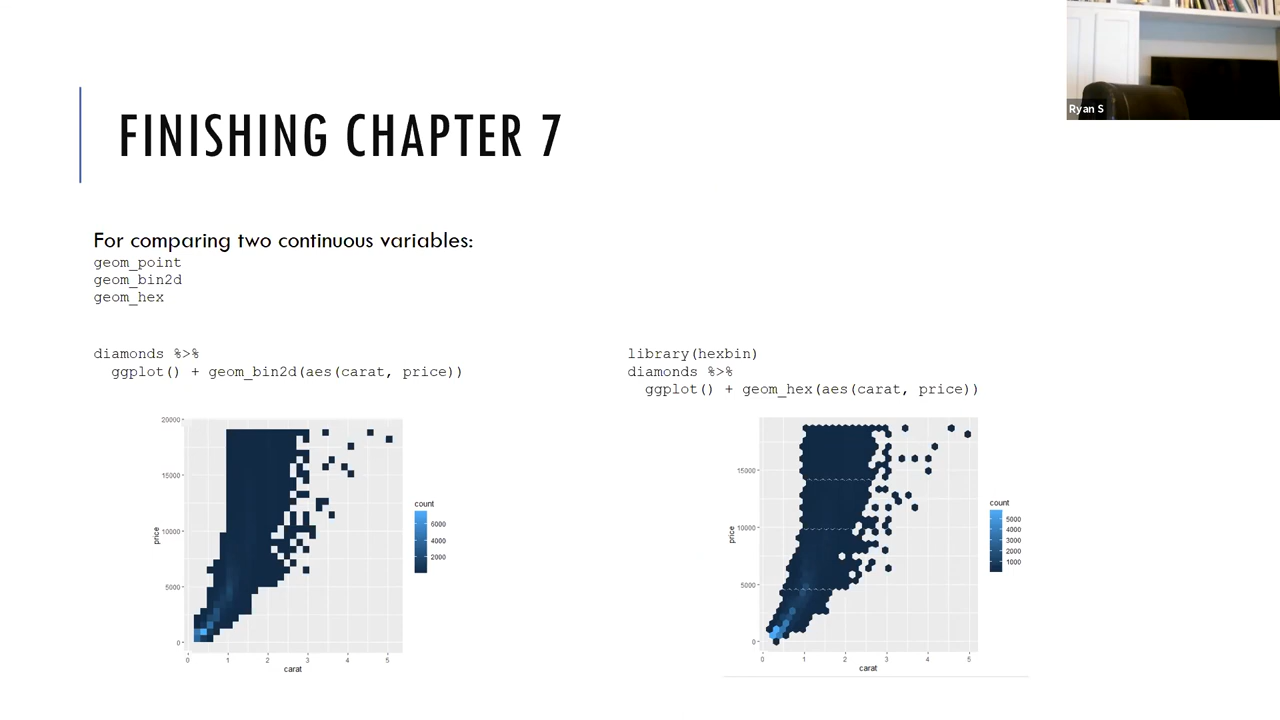 Ryan S
FINISHING CHAPTER 7
For comparing two continuous variables:
geom_point
geom_bin2d
geom_hex
diamonds %>%
ggplot() + geom_bin2d(aes(carat, price))
library(hexbin)
diamonds %>%
ggplot() + geom_hex(aes(carat, price))
20000
15000
10000
5000
0
price
0 1 2 3 4 5
carat
count
6000
4000
2000
15000
10000
5000
0
price
0 1 2 3 4 5
carat
count
5000
4000
3000
2000
1000